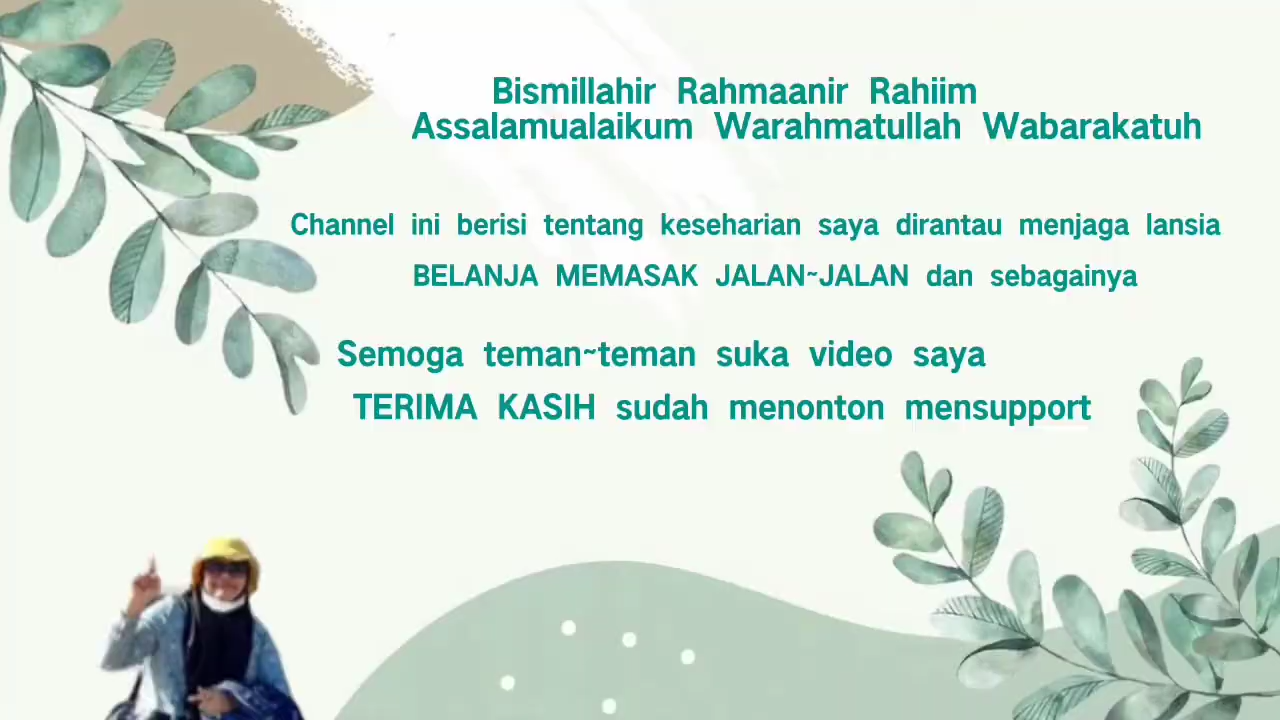 Bismillahir Rahmaanir Rahiim
Assalamualaikum Warahmatullah Wabarakatuh
Channel ini berisi tentang keseharian saya dirantau menjaga lansia
BELANJA MEMASAK JALAN~JALAN dan sebagainya
Semoga teman~teman suka video saya
TERIMA KASIH sudah menonton mensupport